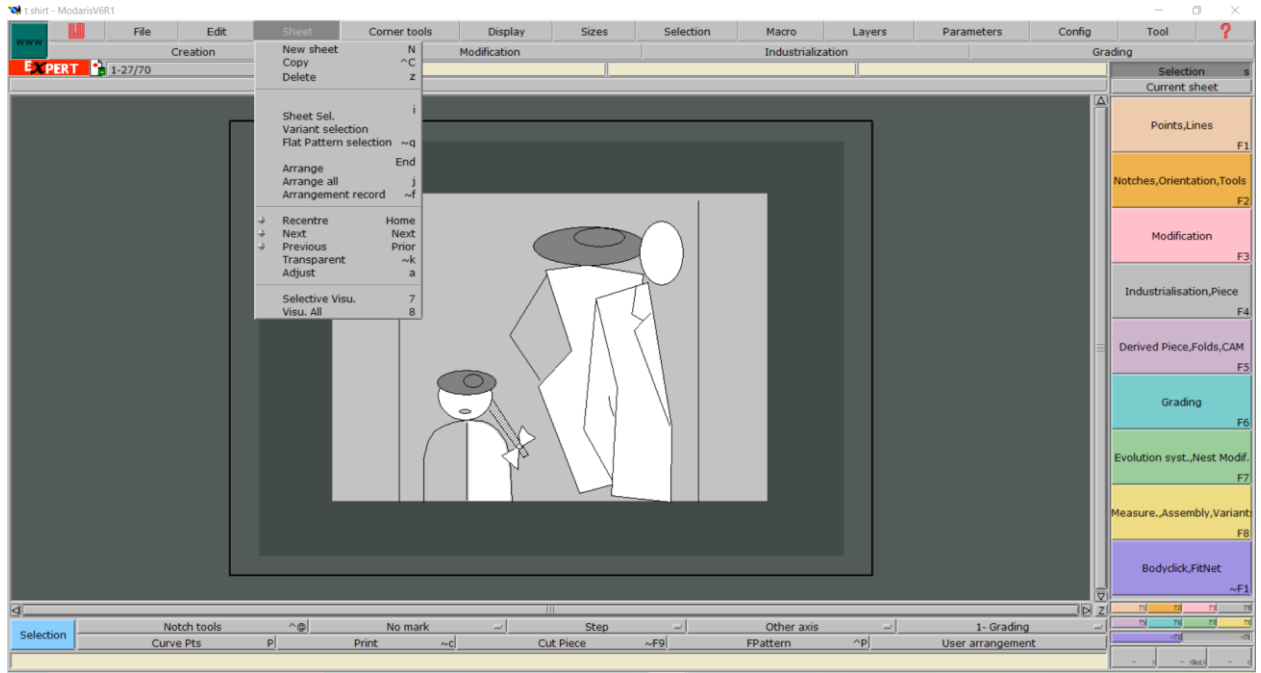 t shirt - ModarisV6R1
www File Edit Sheet Corner tools Display Sizes Selection Macro Layers Parameters Config Tool ?
Creation Modification Industrialization Grading
EXPERT 1-27/70
Selection s
Current sheet
New sheet N
Copy ^C
Delete z
i
Sheet Sel.
Variant selection
Flat Pattern selection ~q
End
Arrange
Arrange all j
Arrangement record ~f
Recentre Home
Next Next
Previous Prior
Transparent ~k
Adjust a
Selective Visu. 7
Visu. All 8
Points,Lines
F1
Notches,Orientation,Tools
F2
Modification
F3
Industrialisation,Piece
F4
Derived Piece,Folds,CAM
F5
Grading
F6
Evolution syst.,Nest Modif.
F7
Measure.,Assembly,Variant
F8
Bodyclick,FitNet
~F1
Z
Selection
Notch tools ^@ No mark Step Other axis 1- Grading
Curve Pts P Print ~c Cut Piece ~F9 FPattern ^P User arrangement